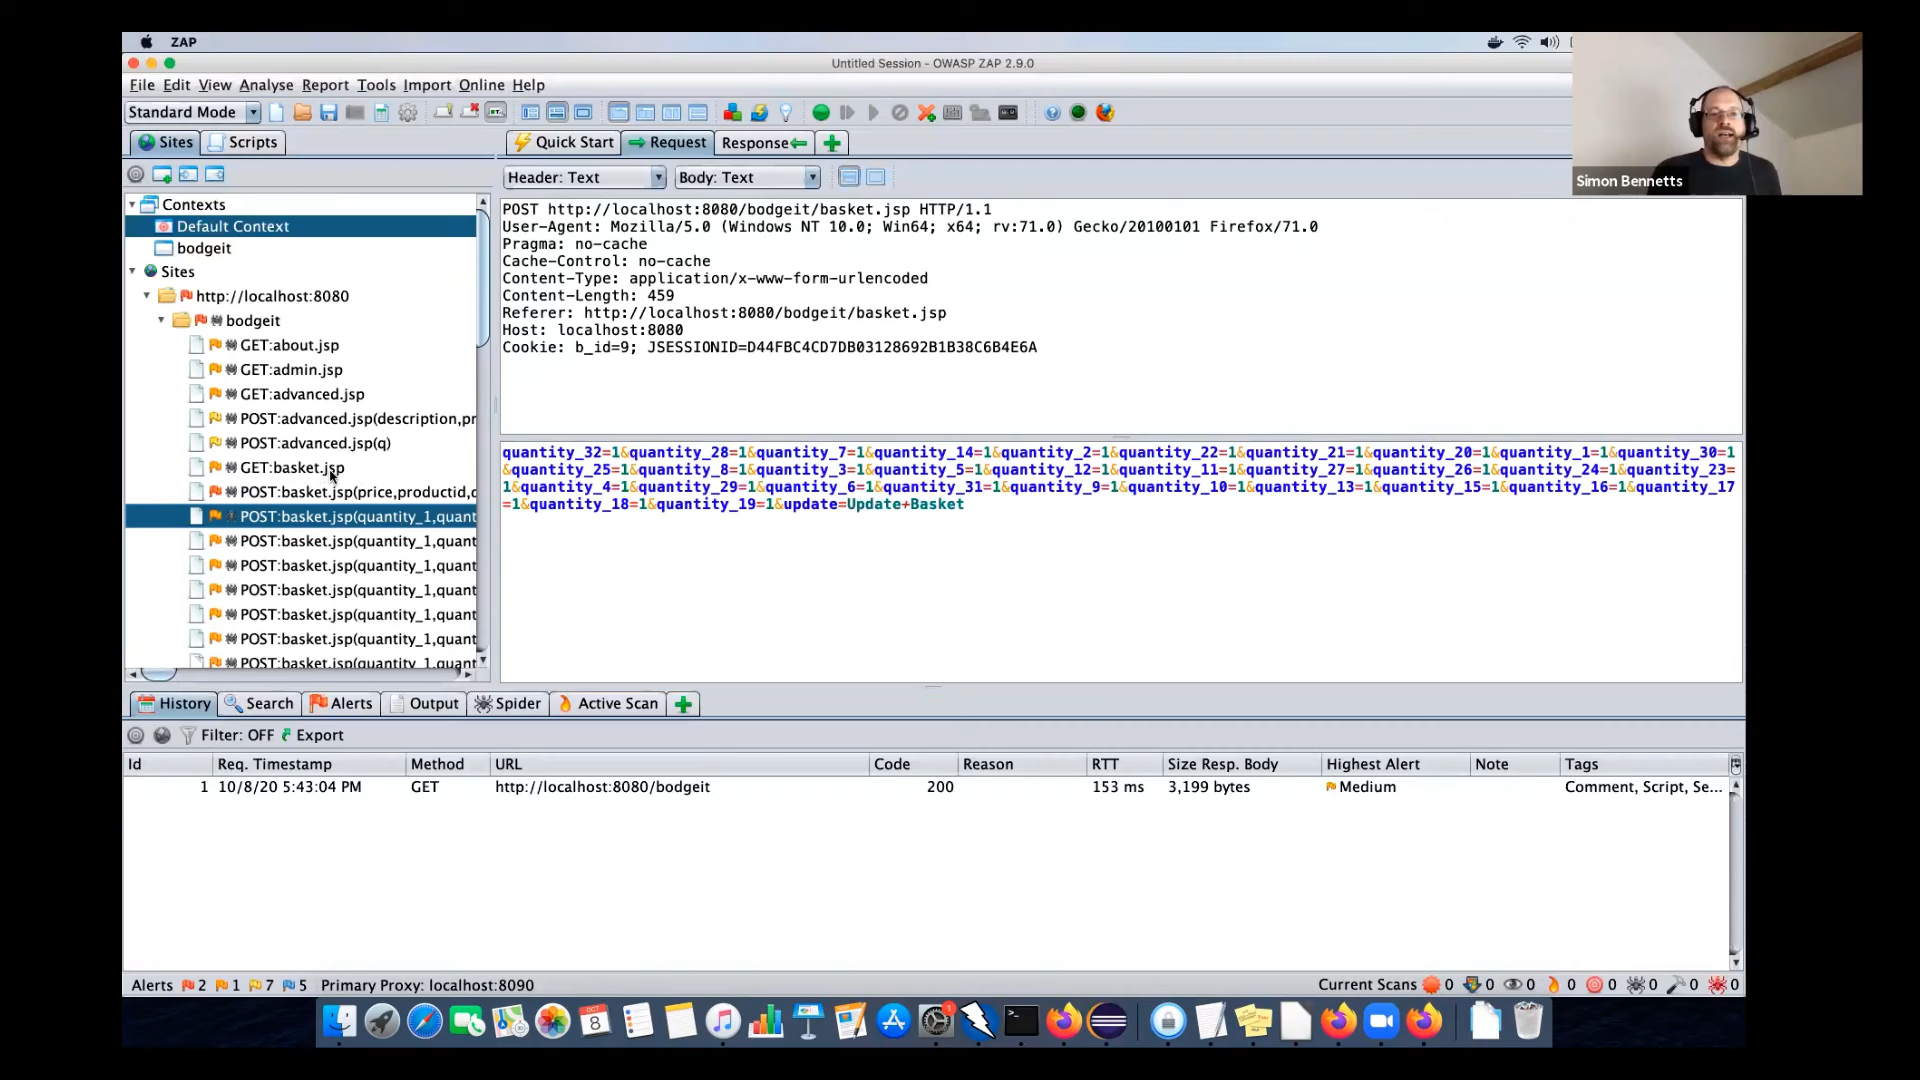 ZAP
Untitled Session - OWASP ZAP 2.9.0
File Edit View Analyse Report Tools Import Online Help
Standard Mode
Sites Scripts
Quick Start Request Response
Header: Text Body: Text
Simon Bennetts
Contexts
Default Context
bodgeit
Sites
http://localhost:8080
bodgeit
GET:about.jsp
GET:admin.jsp
GET:advanced.jsp
POST:advanced.jsp(description,pr
POST:advanced.jsp(q)
GET:basket.jsp
POST:basket.jsp(price,productid,q
POST:basket.jsp(quantity_1,quant
POST:basket.jsp(quantity_1,quant
POST:basket.jsp(quantity_1,quant
POST:basket.jsp(quantity_1,quant
POST:basket.jsp(quantity_1,quant
POST:basket.jsp(quantity_1,quant
POST:basket.jsp(quantity_1,quant
POST http://localhost:8080/bodgeit/basket.jsp HTTP/1.1
User-Agent: Mozilla/5.0 (Windows NT 10.0; Win64; x64; rv:71.0) Gecko/20100101 Firefox/71.0
Pragma: no-cache
Cache-Control: no-cache
Content-Type: application/x-www-form-urlencoded
Content-Length: 459
Referer: http://localhost:8080/bodgeit/basket.jsp
Host: localhost:8080
Cookie: b_id=9; JSESSIONID=D44FBC4CD7DB03128692B1B38C6B4E6A
quantity_32=1&quantity_28=1&quantity_7=1&quantity_14=1&quantity_2=1&quantity_22=1&quantity_21=1&quantity_20=1&quantity_1=1&quantity_30=1
&quantity_25=1&quantity_8=1&quantity_3=1&quantity_5=1&quantity_12=1&quantity_11=1&quantity_27=1&quantity_26=1&quantity_24=1&quantity_23=
1&quantity_4=1&quantity_29=1&quantity_6=1&quantity_31=1&quantity_9=1&quantity_10=1&quantity_13=1&quantity_15=1&quantity_16=1&quantity_17
=1&quantity_18=1&quantity_19=1&update=Update+Basket
History Search Alerts Output Spider Active Scan
Filter: OFF Export
Id Req. Timestamp Method URL Code Reason RTT Size Resp. Body Highest Alert Note Tags
1 10/8/20 5:43:04 PM GET http://localhost:8080/bodgeit 200 153 ms 3,199 bytes Medium Comment, Script, Se...
Alerts 2 1 7 5 Primary Proxy: localhost:8090
Current Scans 0 0 0 0 0 0 0 0
OCT
8
1